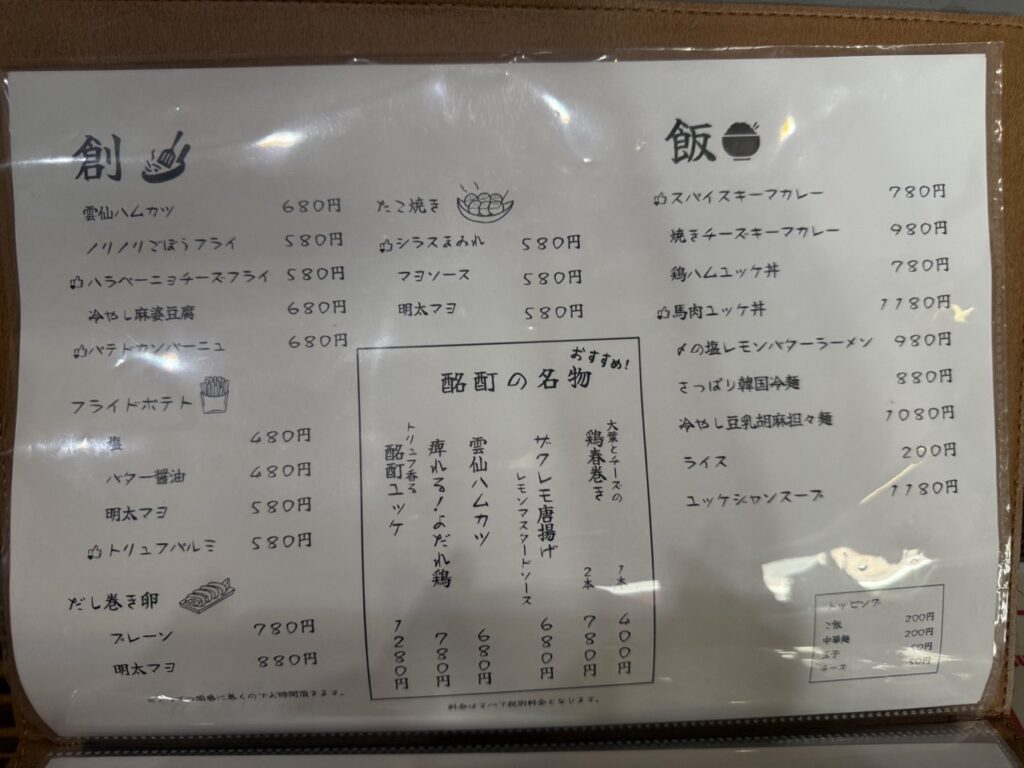 創
雲仙ハムカツ 680円
ノリノリごぼうフライ 580円
ハラペーニョチーズフライ 580円
冷やし麻婆豆腐 680円
パテドカンパーニュ 680円
フライドポテト
塩 480円
バター醤油 480円
明太マヨ 580円
トリュフパルミ 580円
だし巻き卵
プレーン 780円
明太マヨ 880円
たこ焼き
シラスまみれ 580円
マヨソース 580円
明太マヨ 580円
おすすめ!
酩酊の名物
大葉とチーズの
鶏春巻き
1本 400円
2本 780円
ザクレモ唐揚げ
レモンマスタードソース 680円
雲仙ハムカツ 680円
痺れる!よだれ鶏 780円
トリュフ香る
酩酊ユッケ 1280円
飯
スパイスキーマカレー 780円
焼きチーズキーマカレー 980円
鶏ハムユッケ丼 780円
馬肉ユッケ丼 1180円
〆の塩レモンバターラーメン 980円
さっぱり韓国冷麺 880円
冷やし豆乳胡麻担々麺 1080円
ライス 200円
ユッケジャンスープ 1180円
トッピング
ご飯 200円
中華麺 200円
玉子 50円
チーズ 50円